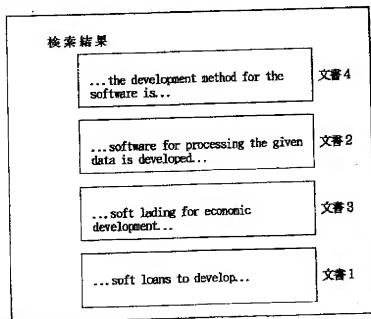 検索結果
...the development method for the
software is...
文書4
...software for processing the given
data is developed...
文書2
...soft lading for economic
development...
文書3
...soft loans to develop...
文書1